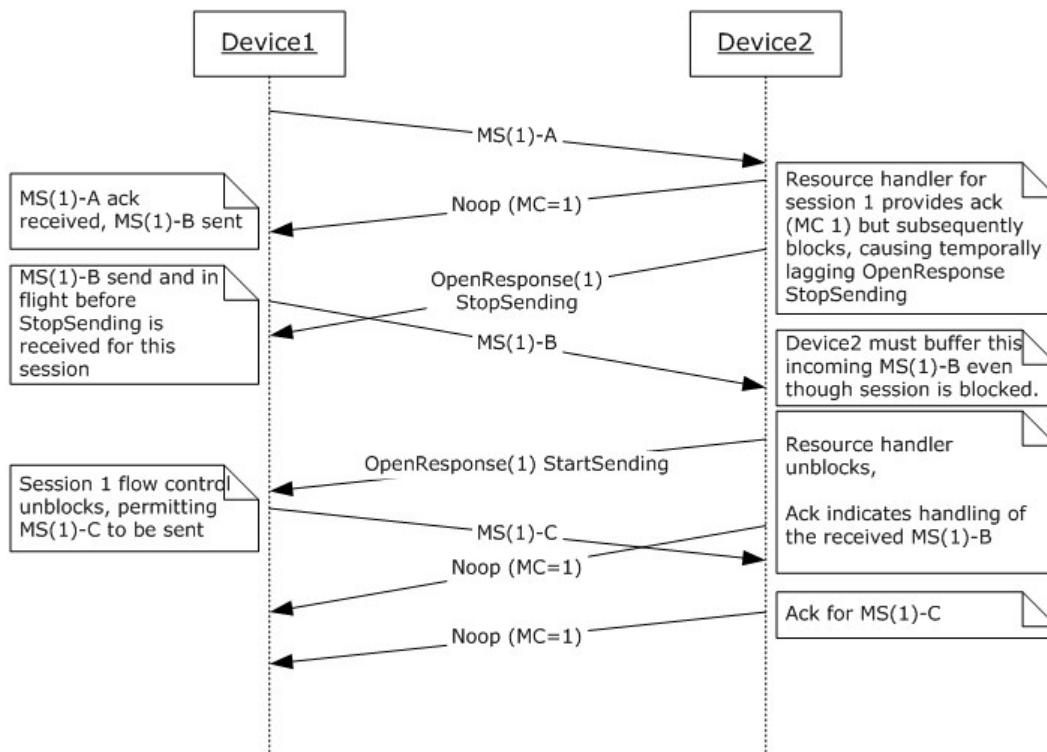 Device1
Device2
MS(1)-A
MS(1)-A ack
received, MS(1)-B sent
Noop (MC=1)
Resource handler for
session 1 provides ack
(MC 1) but subsequently
blocks, causing temporally
lagging OpenResponse
StopSending
MS(1)-B send and in
flight before
StopSending is
received for this
session
OpenResponse(1)
StopSending
MS(1)-B
Device2 must buffer this
incoming MS(1)-B even
though session is blocked.
OpenResponse(1) StartSending
Resource handler
unblocks,
Ack indicates handling of
the received MS(1)-B
Session 1 flow control
unblocks, permitting
MS(1)-C to be sent
MS(1)-C
Noop (MC=1)
Ack for MS(1)-C
Noop (MC=1)